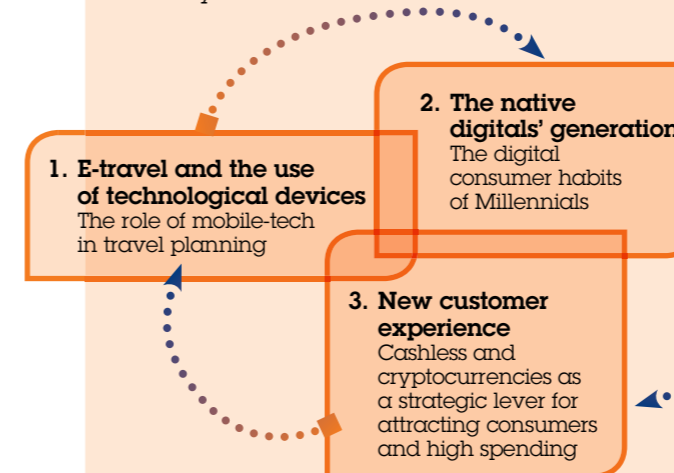 1. E-travel and the use
of technological devices
The role of mobile-tech
in travel planning
2. The native
digitals' generation
The digital
consumer habits
of Millennials
3. New customer
experience
Cashless and
cryptocurrencies as
a strategic lever for
attracting consumers
and high spending